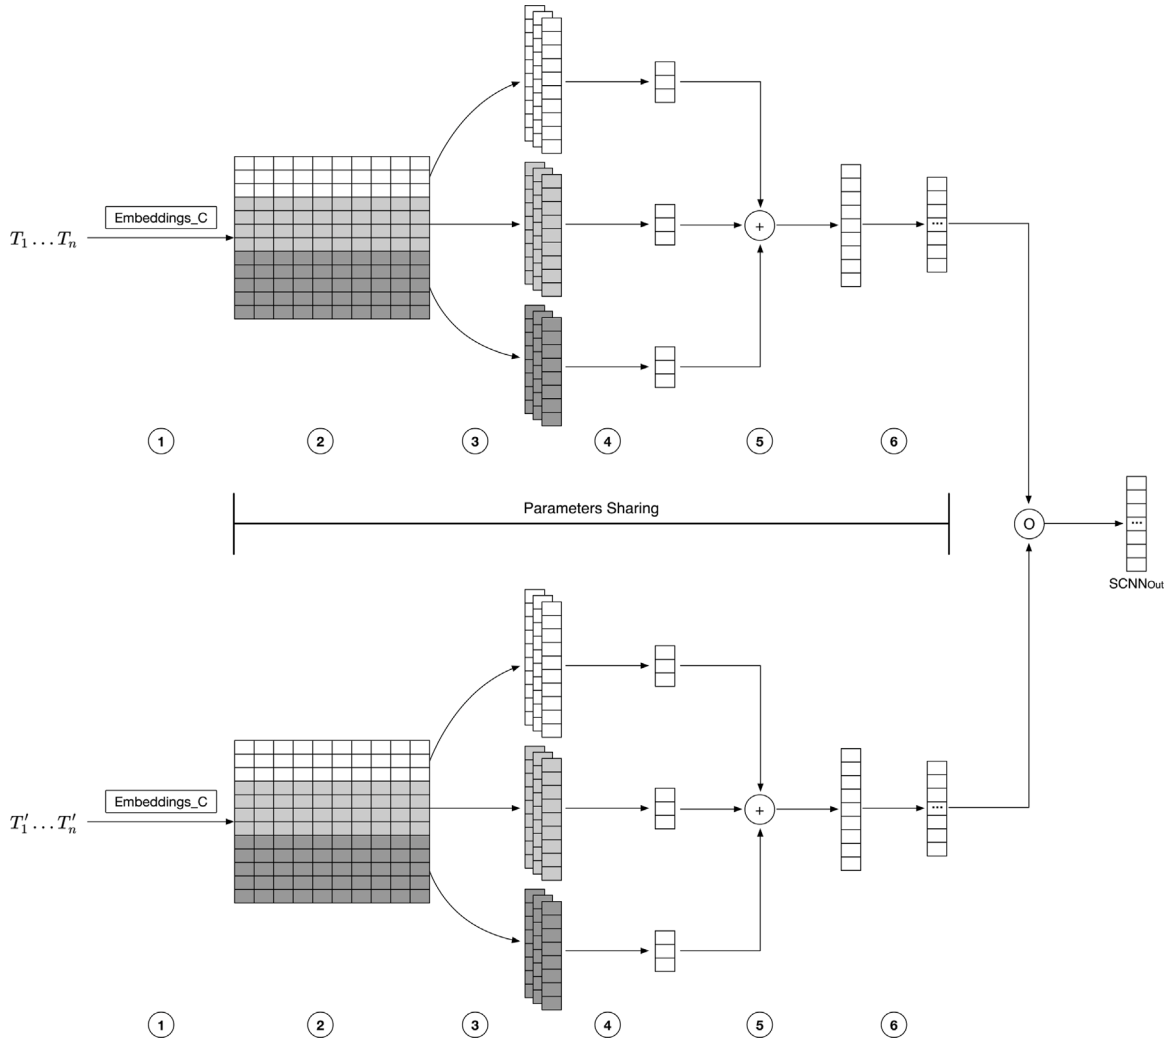 Embeddings_C
T₁ … Tₙ
+
...
1 2 3 4 5 6
Parameters Sharing
O
...
SCNNOut
Embeddings_C
T′₁ … T′ₙ
+
...
1 2 3 4 5 6